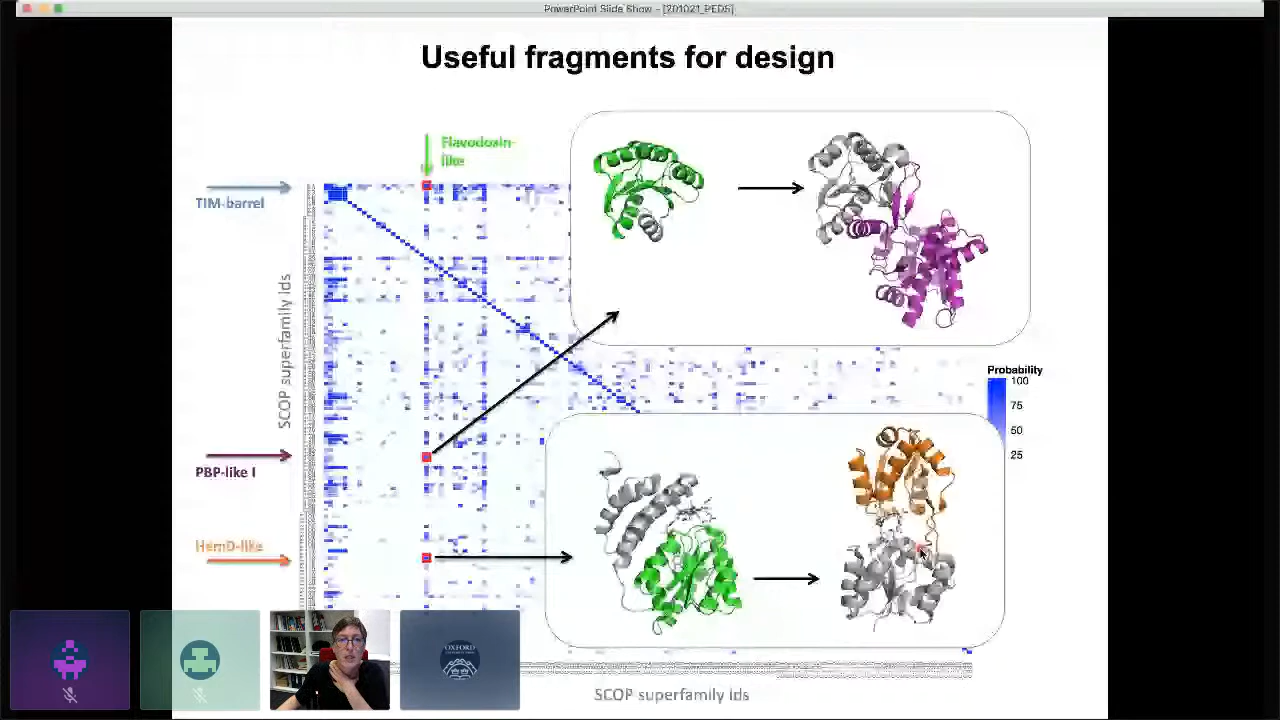 PowerPoint Slide Show - [201021_PEDS]
Useful fragments for design
Flavodoxin-
like
TIM-barrel
SCOP superfamily ids
PBP-like I
HemD-like
Probability
100
75
50
25
OXFORD
SCOP superfamily ids